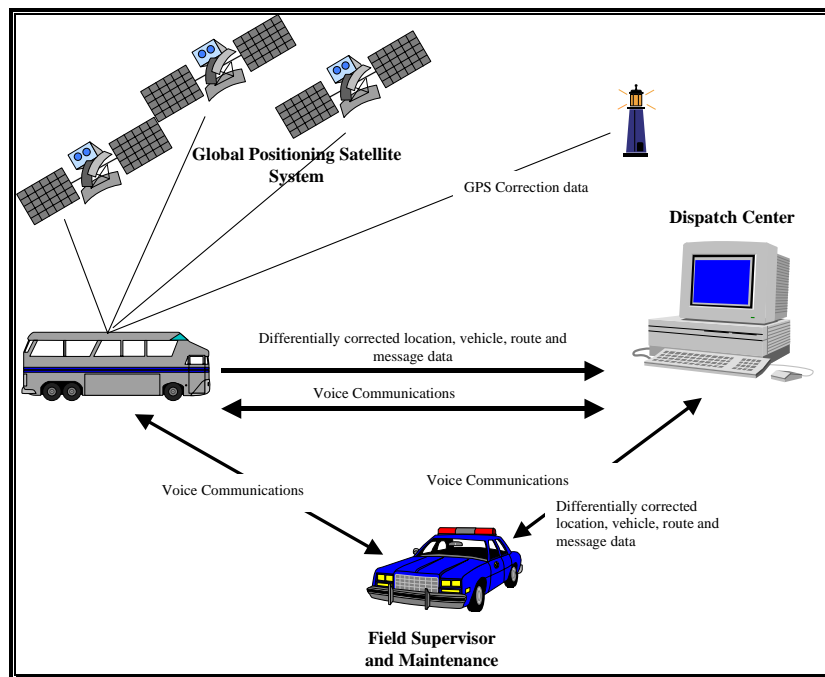 Global Positioning Satellite
System
GPS Correction data
Dispatch Center
Differentially corrected location, vehicle, route and
message data
Voice Communications
Voice Communications
Voice Communications
Differentially corrected
location, vehicle, route and
message data
Field Supervisor
and Maintenance